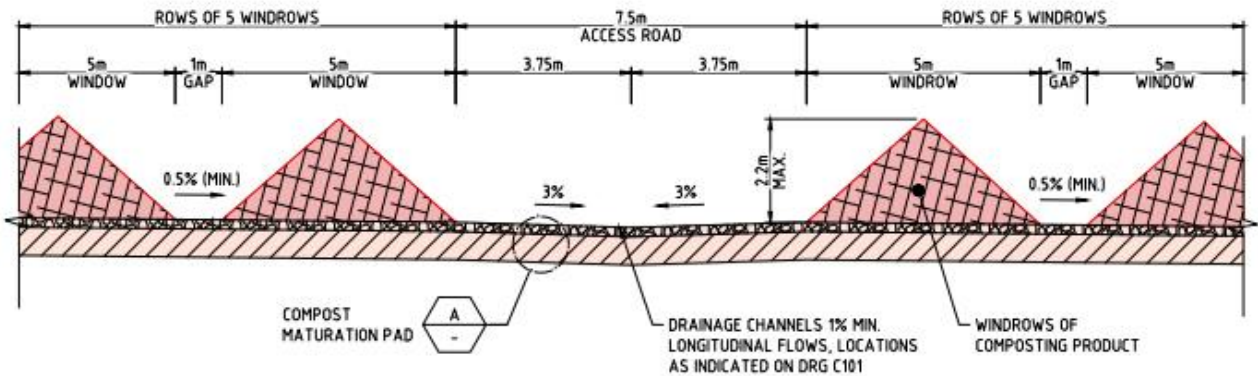 ROWS OF 5 WINDROWS
7.5m
ROWS OF 5 WINDROWS
ACCESS ROAD
5m
1m
5m
3.75m
3.75m
5m
1m
5m
WINDOW
GAP
WINDOW
WINDROW
GAP
WINDOW
2.2m
MAX.
0.5% (MIN.)
3%
3%
0.5% (MIN.)
COMPOST
MATURATION PAD
A
-
DRAINAGE CHANNELS 1% MIN.
LONGITUDINAL FLOWS, LOCATIONS
AS INDICATED ON DRG C101
WINDROWS OF
COMPOSTING PRODUCT